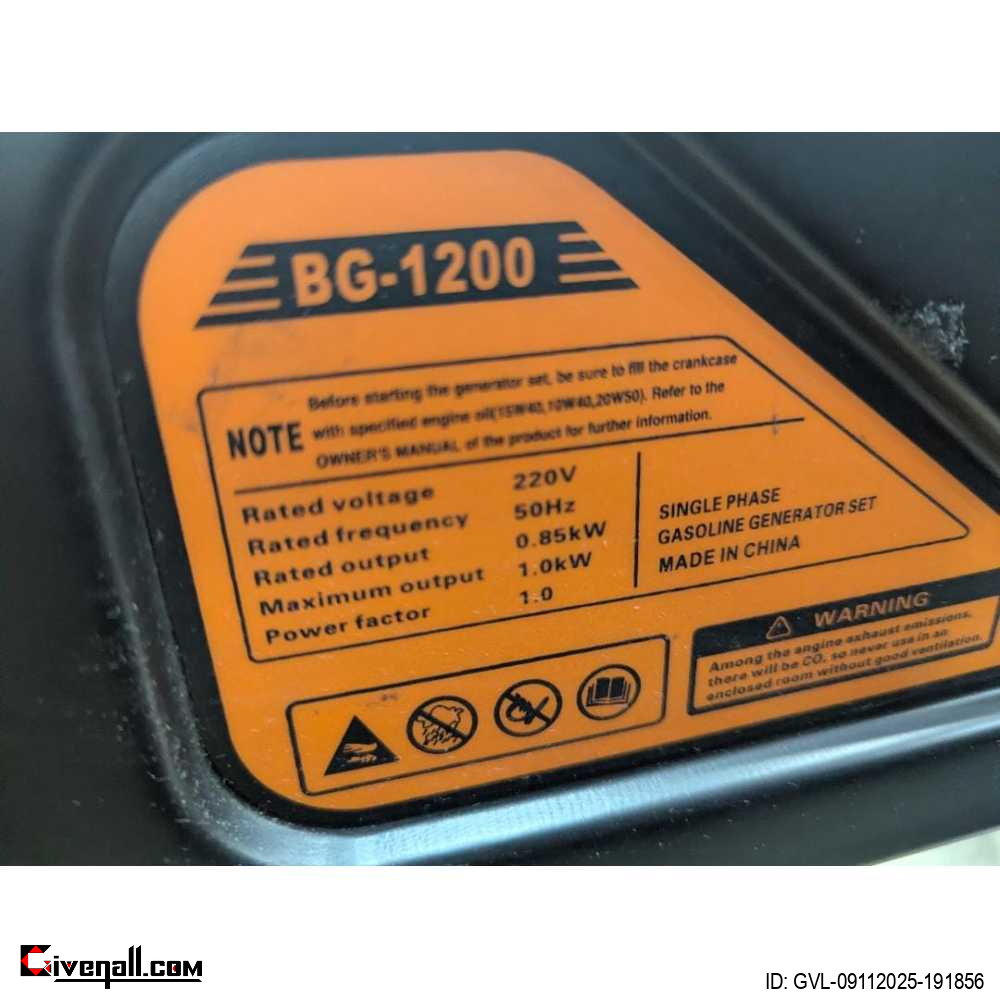 BG-1200
NOTE
Before starting the generator set, be sure to fill the crankcase
with specified engine oil(15W40,10W40,20W50). Refer to the
OWNER'S MANUAL of the product for further information.
Rated voltage 220V
Rated frequency 50Hz
Rated output 0.85kW
Maximum output 1.0kW
Power factor 1.0
SINGLE PHASE
GASOLINE GENERATOR SET
MADE IN CHINA
WARNING
Among the engine exhaust emissions,
there will be CO, so never use in an
enclosed room without good ventilation.
Givenall.com
ID: GVL-09112025-191856